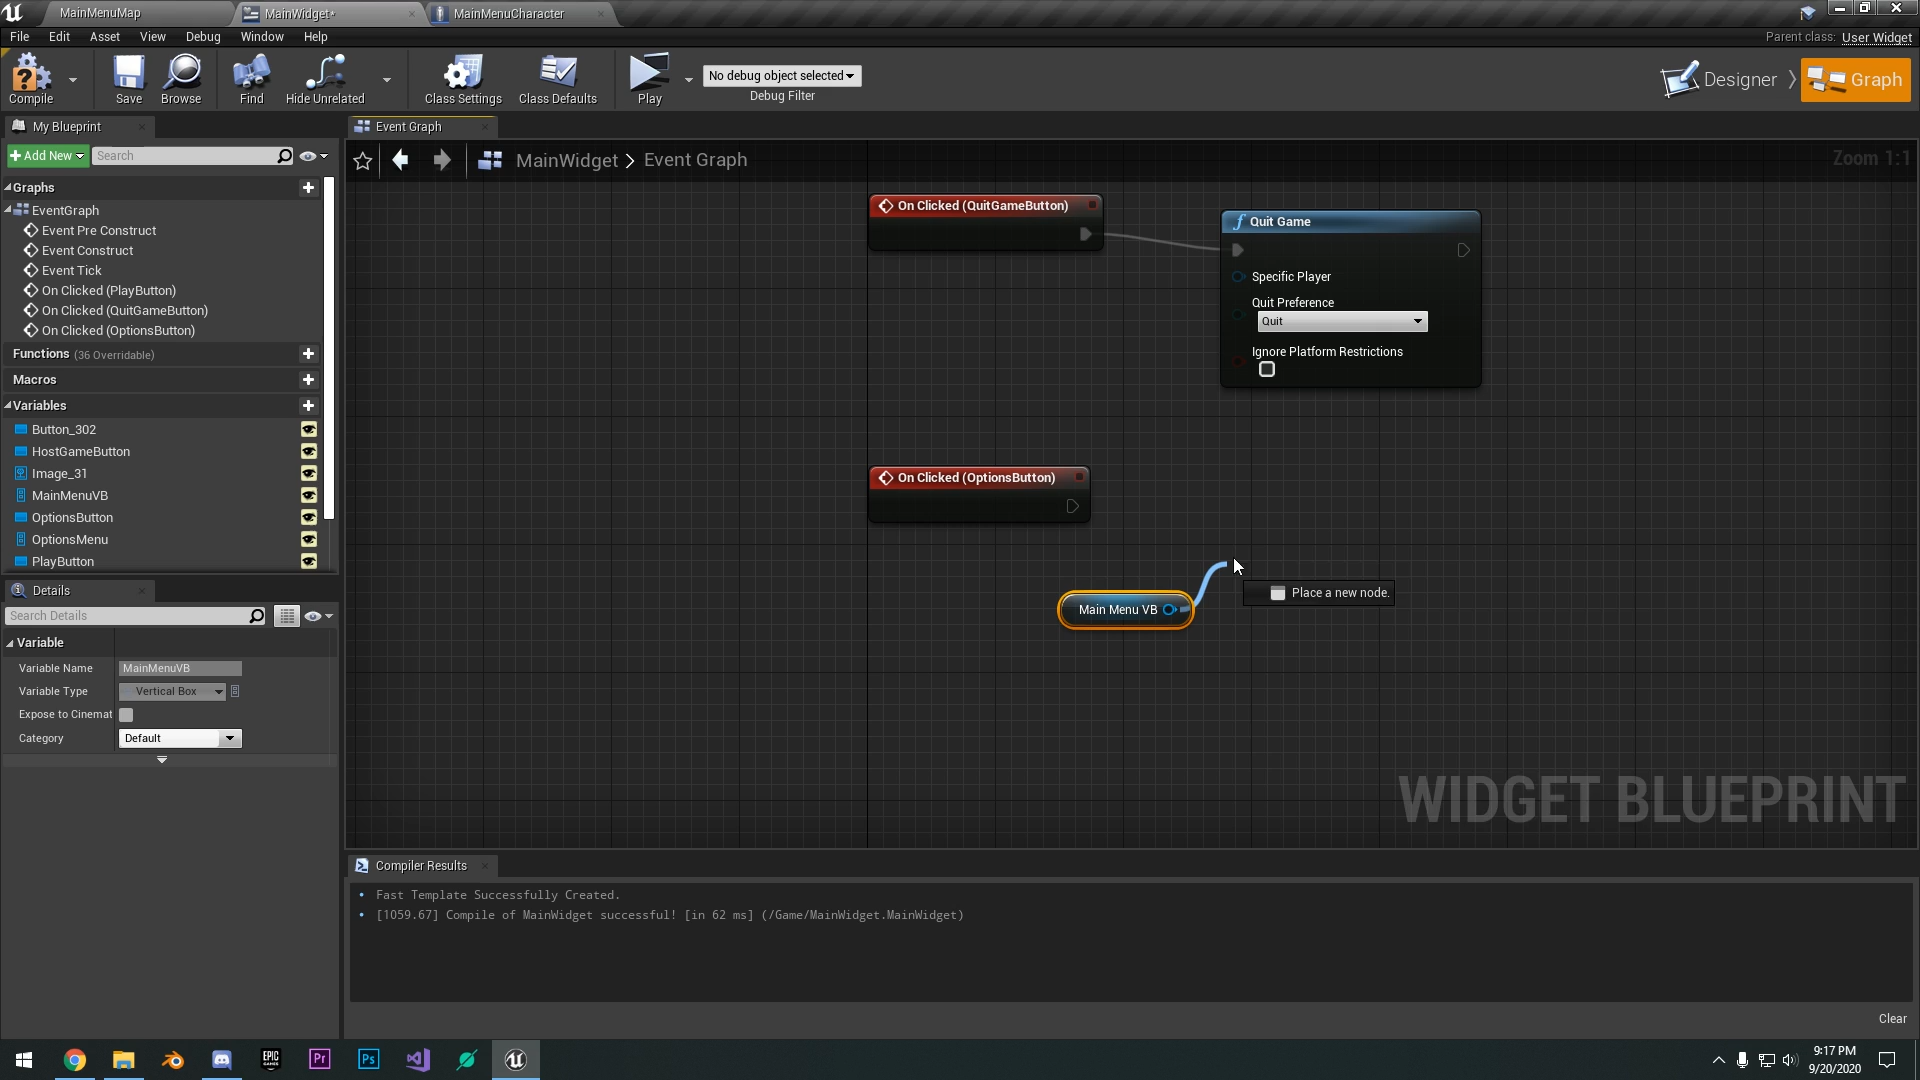 MainMenuMap
MainWidget*
MainMenuCharacter
File Edit Asset View Debug Window Help
Parent class: User Widget
Compile
Save
Browse
Find
Hide Unrelated
Class Settings
Class Defaults
Play
No debug object selected
Debug Filter
Designer
Graph
My Blueprint
Event Graph
Add New
Search
MainWidget > Event Graph
Zoom 1:1
Graphs
EventGraph
Event Pre Construct
Event Construct
Event Tick
On Clicked (PlayButton)
On Clicked (QuitGameButton)
On Clicked (OptionsButton)
Functions (36 Overridable)
Macros
Variables
Button_302
HostGameButton
Image_31
MainMenuVB
OptionsButton
OptionsMenu
PlayButton
On Clicked (QuitGameButton)
Quit Game
Specific Player
Quit Preference
Quit
Ignore Platform Restrictions
On Clicked (OptionsButton)
Main Menu VB
Place a new node.
WIDGET BLUEPRINT
Details
Search Details
Variable
Variable Name MainMenuVB
Variable Type Vertical Box
Expose to Cinemat
Category Default
Compiler Results
Fast Template Successfully Created.
[1059.67] Compile of MainWidget successful! [in 62 ms] (/Game/MainWidget.MainWidget)
Clear
EPIC GAMES
Pr
Ps
9:17 PM
9/20/2020